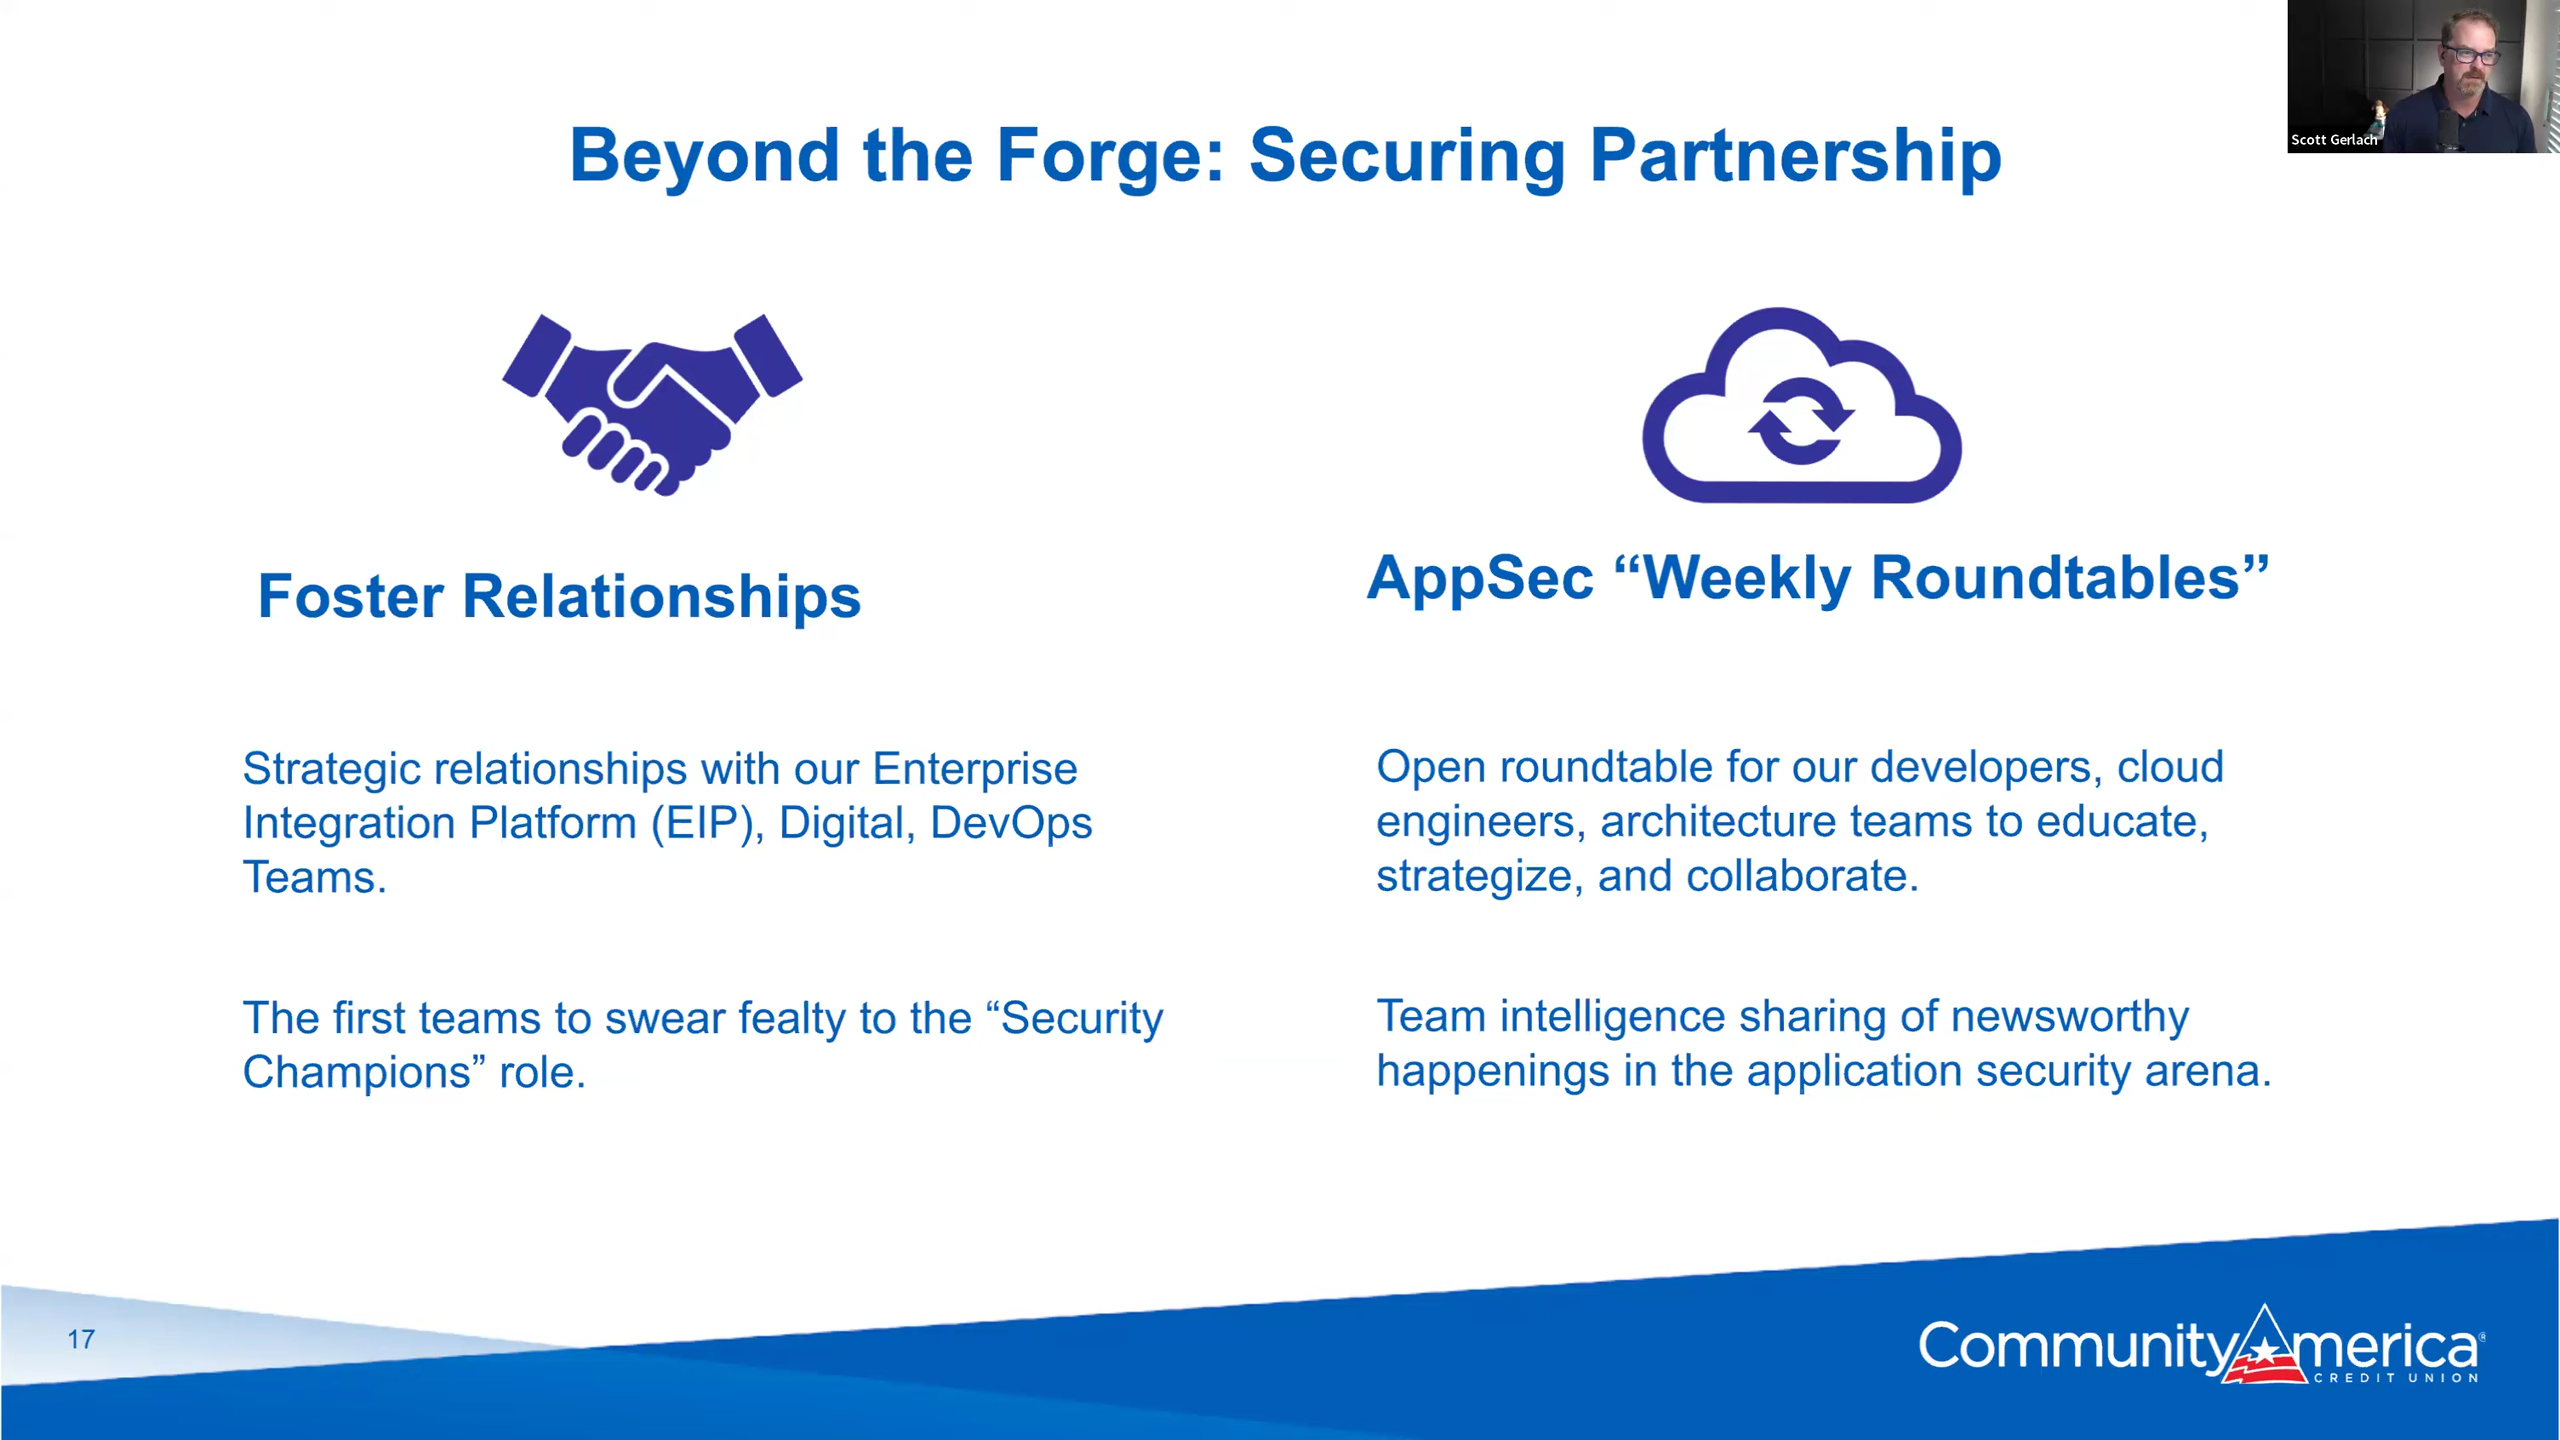 Scott Gerlach
Beyond the Forge: Securing Partnership
Foster Relationships
Strategic relationships with our Enterprise
Integration Platform (EIP), Digital, DevOps
Teams.
The first teams to swear fealty to the “Security
Champions” role.
AppSec “Weekly Roundtables”
Open roundtable for our developers, cloud
engineers, architecture teams to educate,
strategize, and collaborate.
Team intelligence sharing of newsworthy
happenings in the application security arena.
17
CommunityAmerica®
CREDIT UNION